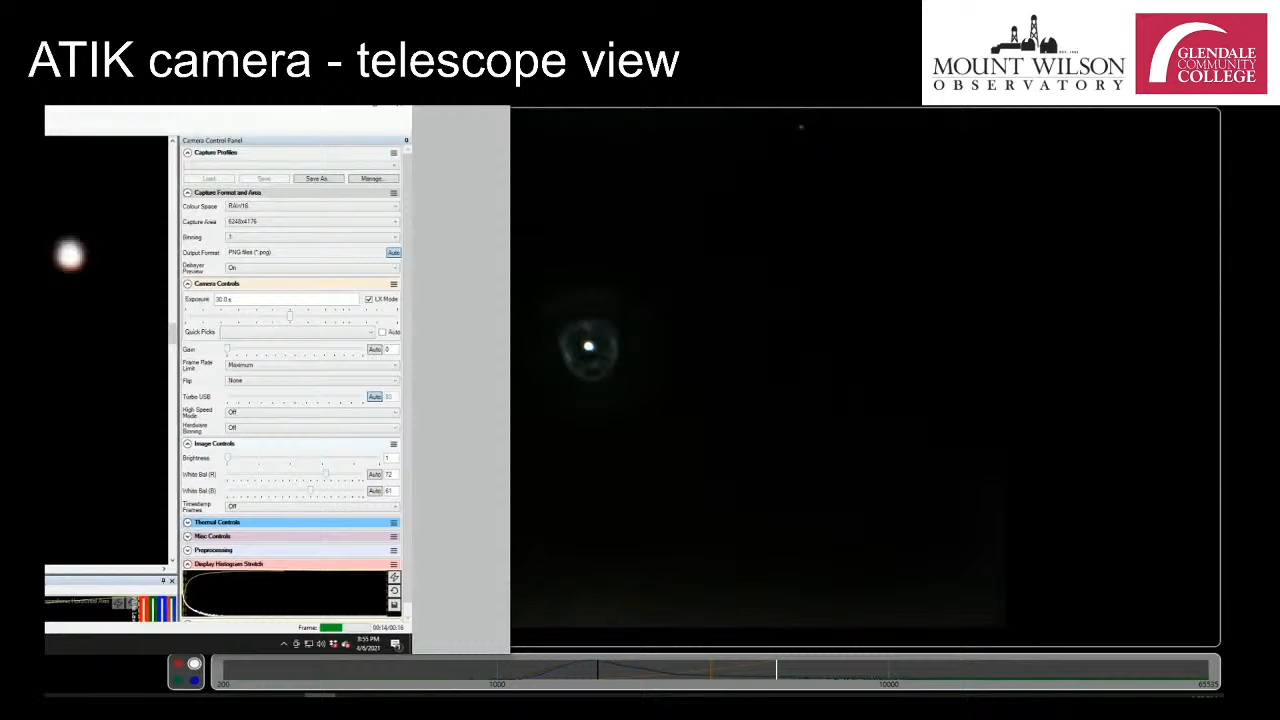 ATIK camera - telescope view
MOUNT WILSON
OBSERVATORY
GLENDALE
COMMUNITY
COLLEGE
Camera Control Panel
Capture Profiles
Load
Save
Save As
Manage...
Capture Format and Area
Colour Space RAW16
Capture Area 6248x4176
Binning 1
Output Format PNG files (*.png) Auto
Debayer
Preview On
Camera Controls
Exposure 30.0 s LX Mode
Quick Picks Auto
Gain Auto 0
Frame Rate
Limit Maximum
Flip None
Turbo USB Auto 80
High Speed
Mode Off
Hardware
Binning Off
Image Controls
Brightness 1
White Bal (R) Auto 72
White Bal (B) Auto 61
Timestamp
Frames Off
Thermal Controls
Misc Controls
Preprocessing
Display Histogram Stretch
Frame: 00:14/00:16
8:55 PM
4/6/2021
200 1000 10000 65535